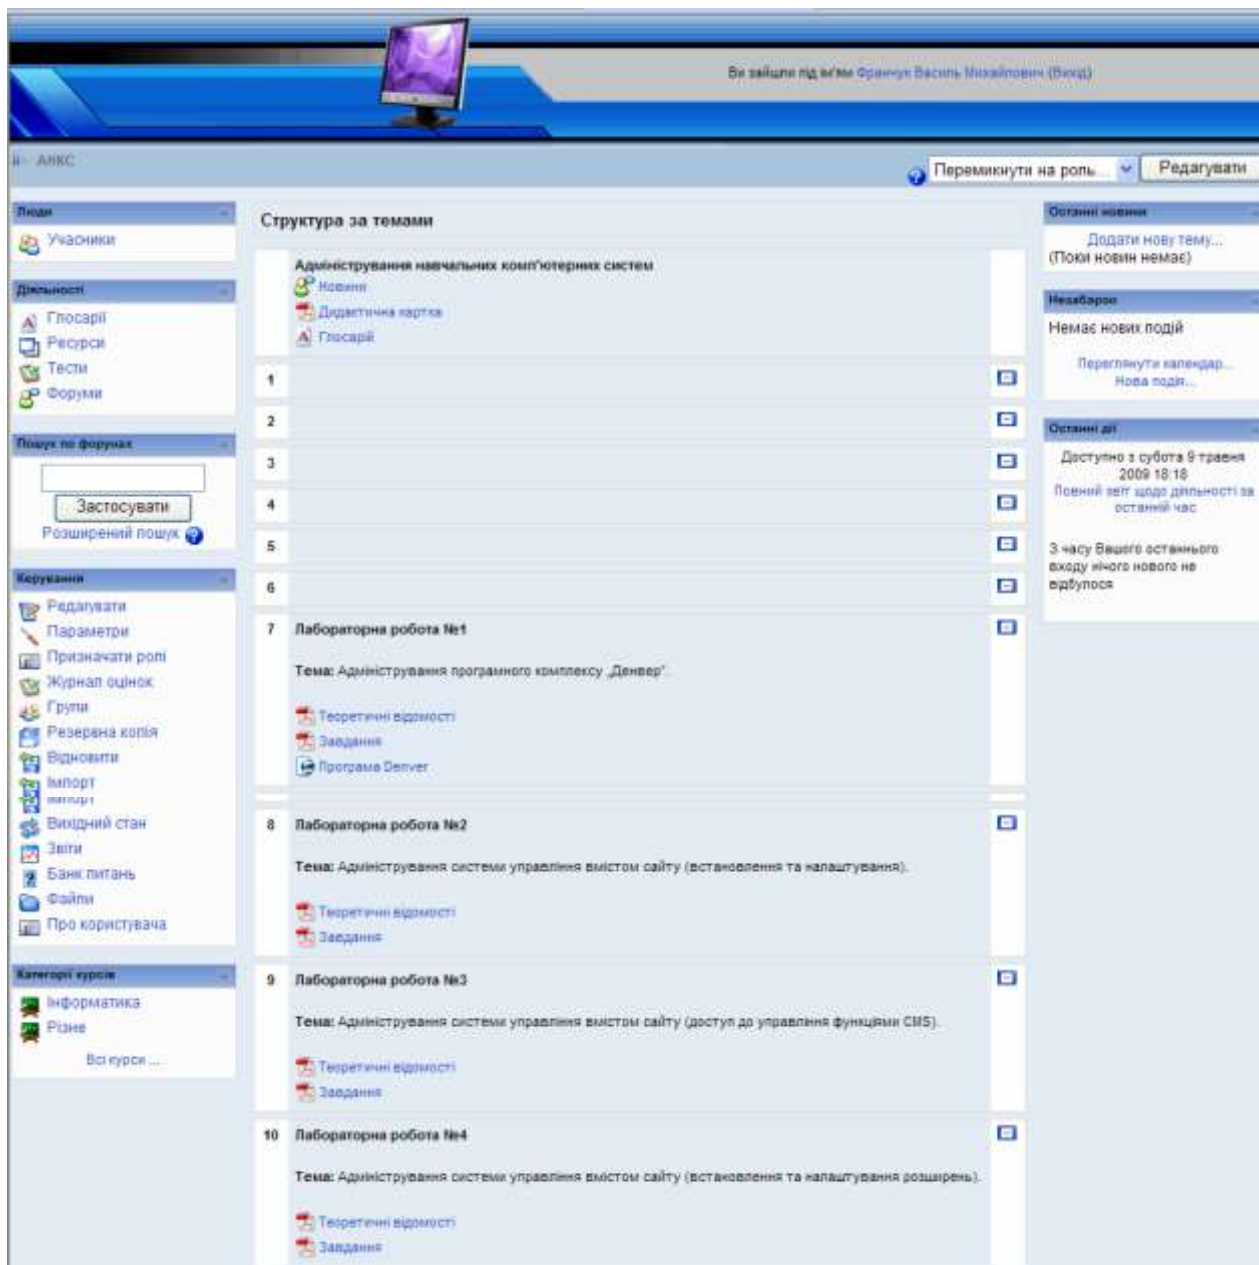 Ви зайшли під ім'ям Франчук Василь Михайлович (Вихід)
АНКС
Перемикнути на роль...
Редагувати
Люди
Учасники
Діяльності
Глосарії
Ресурси
Тести
Форуми
Пошук по форумах
Застосувати
Розширений пошук
Керування
Редагувати
Параметри
Призначати ролі
Журнал оцінок
Групи
Резервна копія
Відновити
Імпорт
Імпорт
Вихідний стан
Звіти
Банк питань
Файли
Про користувача
Категорії курсів
Інформатика
Різне
Всі курси ...
Структура за темами
Адміністрування навчальних комп'ютерних систем
Новини
Дидактична картка
Глосарій
1
2
3
4
5
6
7 Лабораторна робота №1
Тема: Адміністрування програмного комплексу „Денвер”.
Теоретичні відомості
Завдання
Програма Denver
8 Лабораторна робота №2
Тема: Адміністрування системи управління вмістом сайту (встановлення та налаштування).
Теоретичні відомості
Завдання
9 Лабораторна робота №3
Тема: Адміністрування системи управління вмістом сайту (доступ до управління функціями CMS).
Теоретичні відомості
Завдання
10 Лабораторна робота №4
Тема: Адміністрування системи управління вмістом сайту (встановлення та налаштування розширень).
Теоретичні відомості
Завдання
Останні новини
Додати нову тему...
(Поки новин немає)
Незабаром
Немає нових подій
Переглянути календар...
Нова подія...
Останні дії
Доступно з субота 9 травня
2009 18:18
Повний звіт щодо діяльності за
останній час
З часу Вашого останнього
входу нічого нового не
відбулося